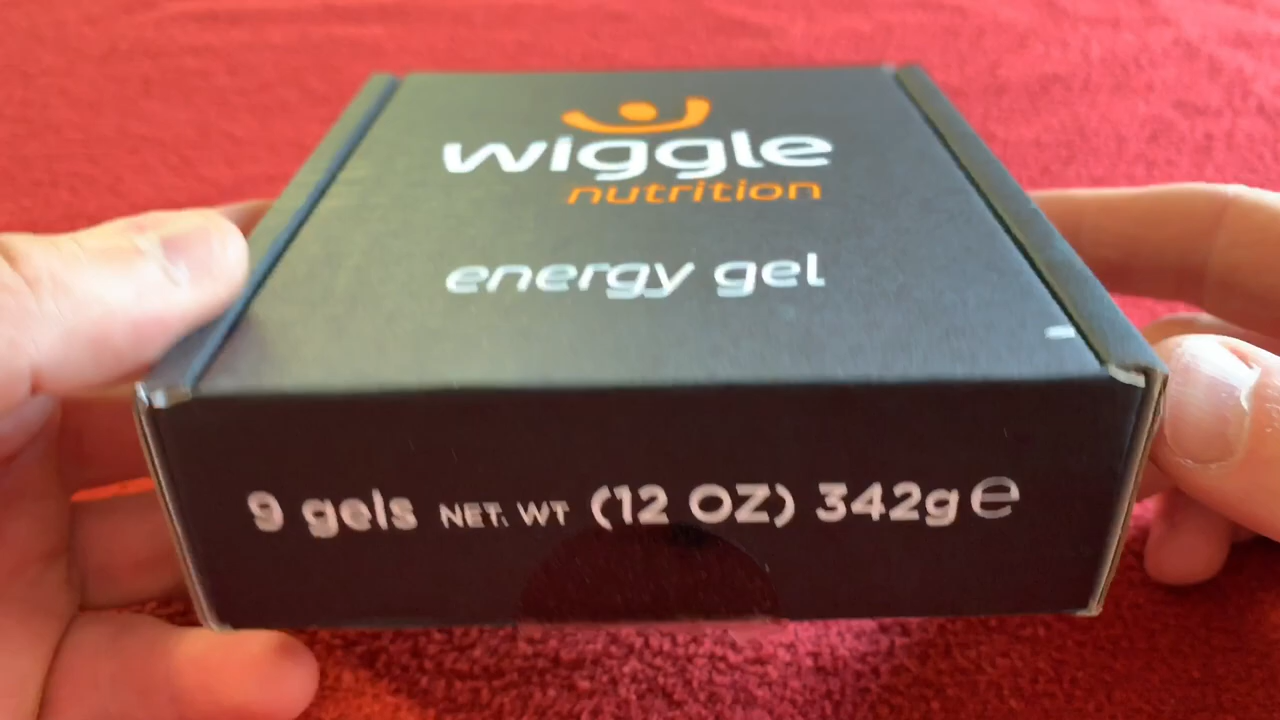 wiggle
nutrition
energy gel
9 gels NET. WT (12 OZ) 342g ℮